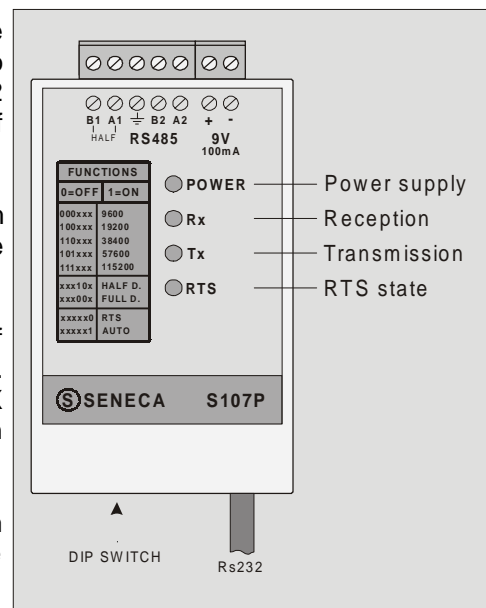 B1 A1 B2 A2 + -
HALF RS485 9V
100mA
FUNCTIONS
0=OFF 1=ON
000xxx 9600
100xxx 19200
110xxx 38400
101xxx 57600
111xxx 115200
xxx10x HALF D.
xxx00x FULL D.
xxxxx0 RTS
xxxxx1 AUTO
POWER Power supply
Rx Reception
Tx Transmission
RTS RTS state
S SENECA S107P
DIP SWITCH
Rs232